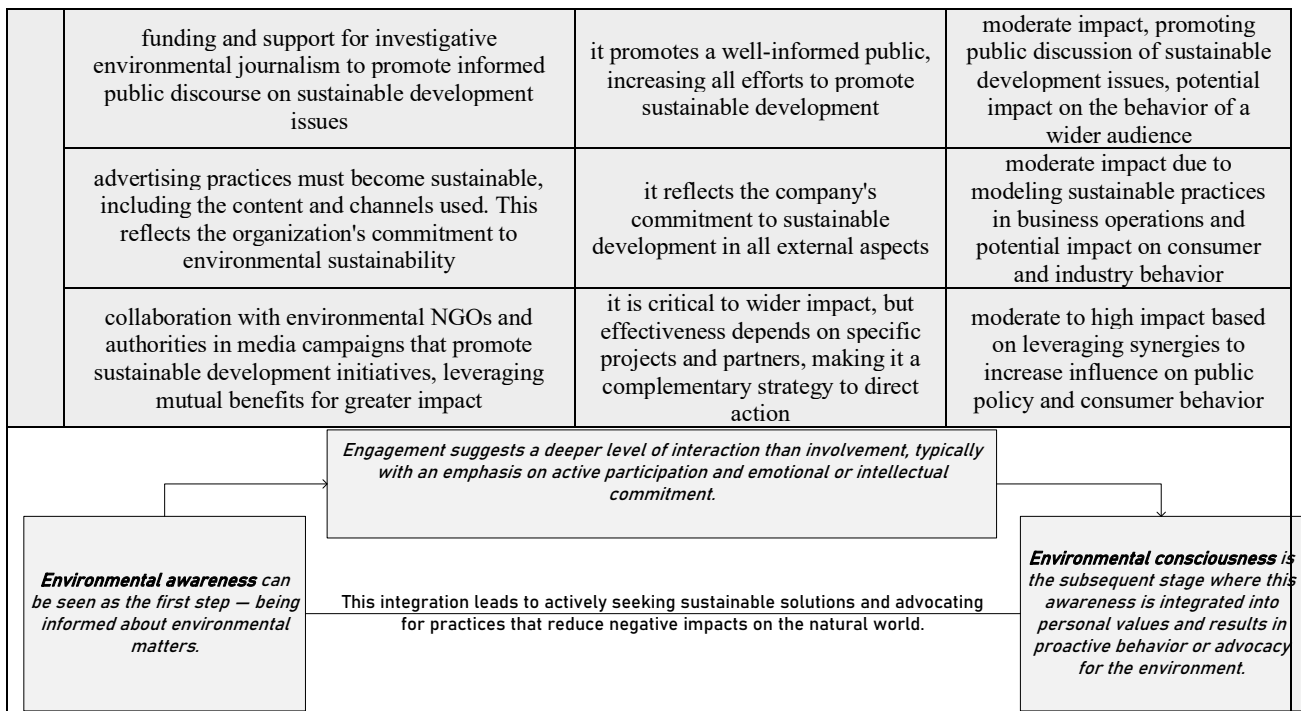 funding and support for investigative
environmental journalism to promote informed
public discourse on sustainable development
issues
it promotes a well-informed public,
increasing all efforts to promote
sustainable development
moderate impact, promoting
public discussion of sustainable
development issues, potential
impact on the behavior of a
wider audience
advertising practices must become sustainable,
including the content and channels used. This
reflects the organization's commitment to
environmental sustainability
it reflects the company's
commitment to sustainable
development in all external aspects
moderate impact due to
modeling sustainable practices
in business operations and
potential impact on consumer
and industry behavior
collaboration with environmental NGOs and
authorities in media campaigns that promote
sustainable development initiatives, leveraging
mutual benefits for greater impact
it is critical to wider impact, but
effectiveness depends on specific
projects and partners, making it a
complementary strategy to direct
action
moderate to high impact based
on leveraging synergies to
increase influence on public
policy and consumer behavior
Engagement suggests a deeper level of interaction than involvement, typically
with an emphasis on active participation and emotional or intellectual
commitment.
Environmental awareness can
be seen as the first step — being
informed about environmental
matters.
This integration leads to actively seeking sustainable solutions and advocating
for practices that reduce negative impacts on the natural world.
Environmental consciousness is
the subsequent stage where this
awareness is integrated into
personal values and results in
proactive behavior or advocacy
for the environment.